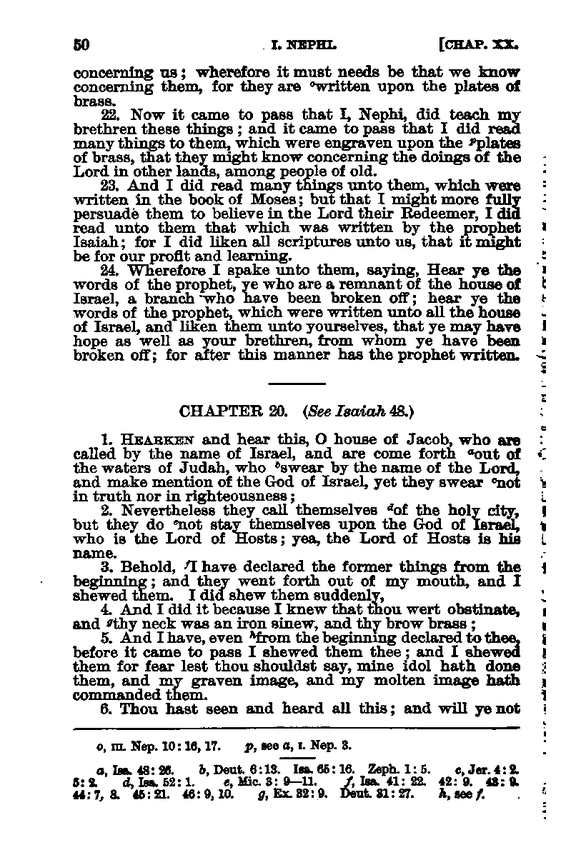 50 I. NEPHI. [CHAP. XX.
concerning us; wherefore it must needs be that we know
concerning them, for they are ᵒwritten upon the plates of
brass.
22. Now it came to pass that I, Nephi, did teach my
brethren these things; and it came to pass that I did read
many things to them, which were engraven upon the ᵖplates
of brass, that they might know concerning the doings of the
Lord in other lands, among people of old.
23. And I did read many things unto them, which were
written in the book of Moses; but that I might more fully
persuade them to believe in the Lord their Redeemer, I did
read unto them that which was written by the prophet
Isaiah; for I did liken all scriptures unto us, that it might
be for our profit and learning.
24. Wherefore I spake unto them, saying, Hear ye the
words of the prophet, ye who are a remnant of the house of
Israel, a branch who have been broken off; hear ye the
words of the prophet, which were written unto all the house
of Israel, and liken them unto yourselves, that ye may have
hope as well as your brethren, from whom ye have been
broken off; for after this manner has the prophet written.
CHAPTER 20. (See Isaiah 48.)
1. HEARKEN and hear this, O house of Jacob, who are
called by the name of Israel, and are come forth ᵃout of
the waters of Judah, who ᵇswear by the name of the Lord,
and make mention of the God of Israel, yet they swear ᶜnot
in truth nor in righteousness;
2. Nevertheless they call themselves ᵈof the holy city,
but they do ᵉnot stay themselves upon the God of Israel,
who is the Lord of Hosts; yea, the Lord of Hosts is his
name.
3. Behold, ᶠI have declared the former things from the
beginning; and they went forth out of my mouth, and I
shewed them. I did shew them suddenly,
4. And I did it because I knew that thou wert obstinate,
and ᵍthy neck was an iron sinew, and thy brow brass;
5. And I have, even ʰfrom the beginning declared to thee,
before it came to pass I shewed them thee; and I shewed
them for fear lest thou shouldst say, mine idol hath done
them, and my graven image, and my molten image hath
commanded them.
6. Thou hast seen and heard all this; and will ye not
o, III. Nep. 10:16, 17. p, see a, I. Nep. 3.
a, Isa. 48:26. b, Deut. 6:13. Isa. 65:16. Zeph. 1:5. c, Jer. 4:2.
5:2. d, Isa. 52:1. e, Mic. 3:9—11. f, Isa. 41:22. 42:9. 43:9.
44:7, 8. 45:21. 46:9, 10. g, Ex. 32:9. Deut. 31:27. h, see f.